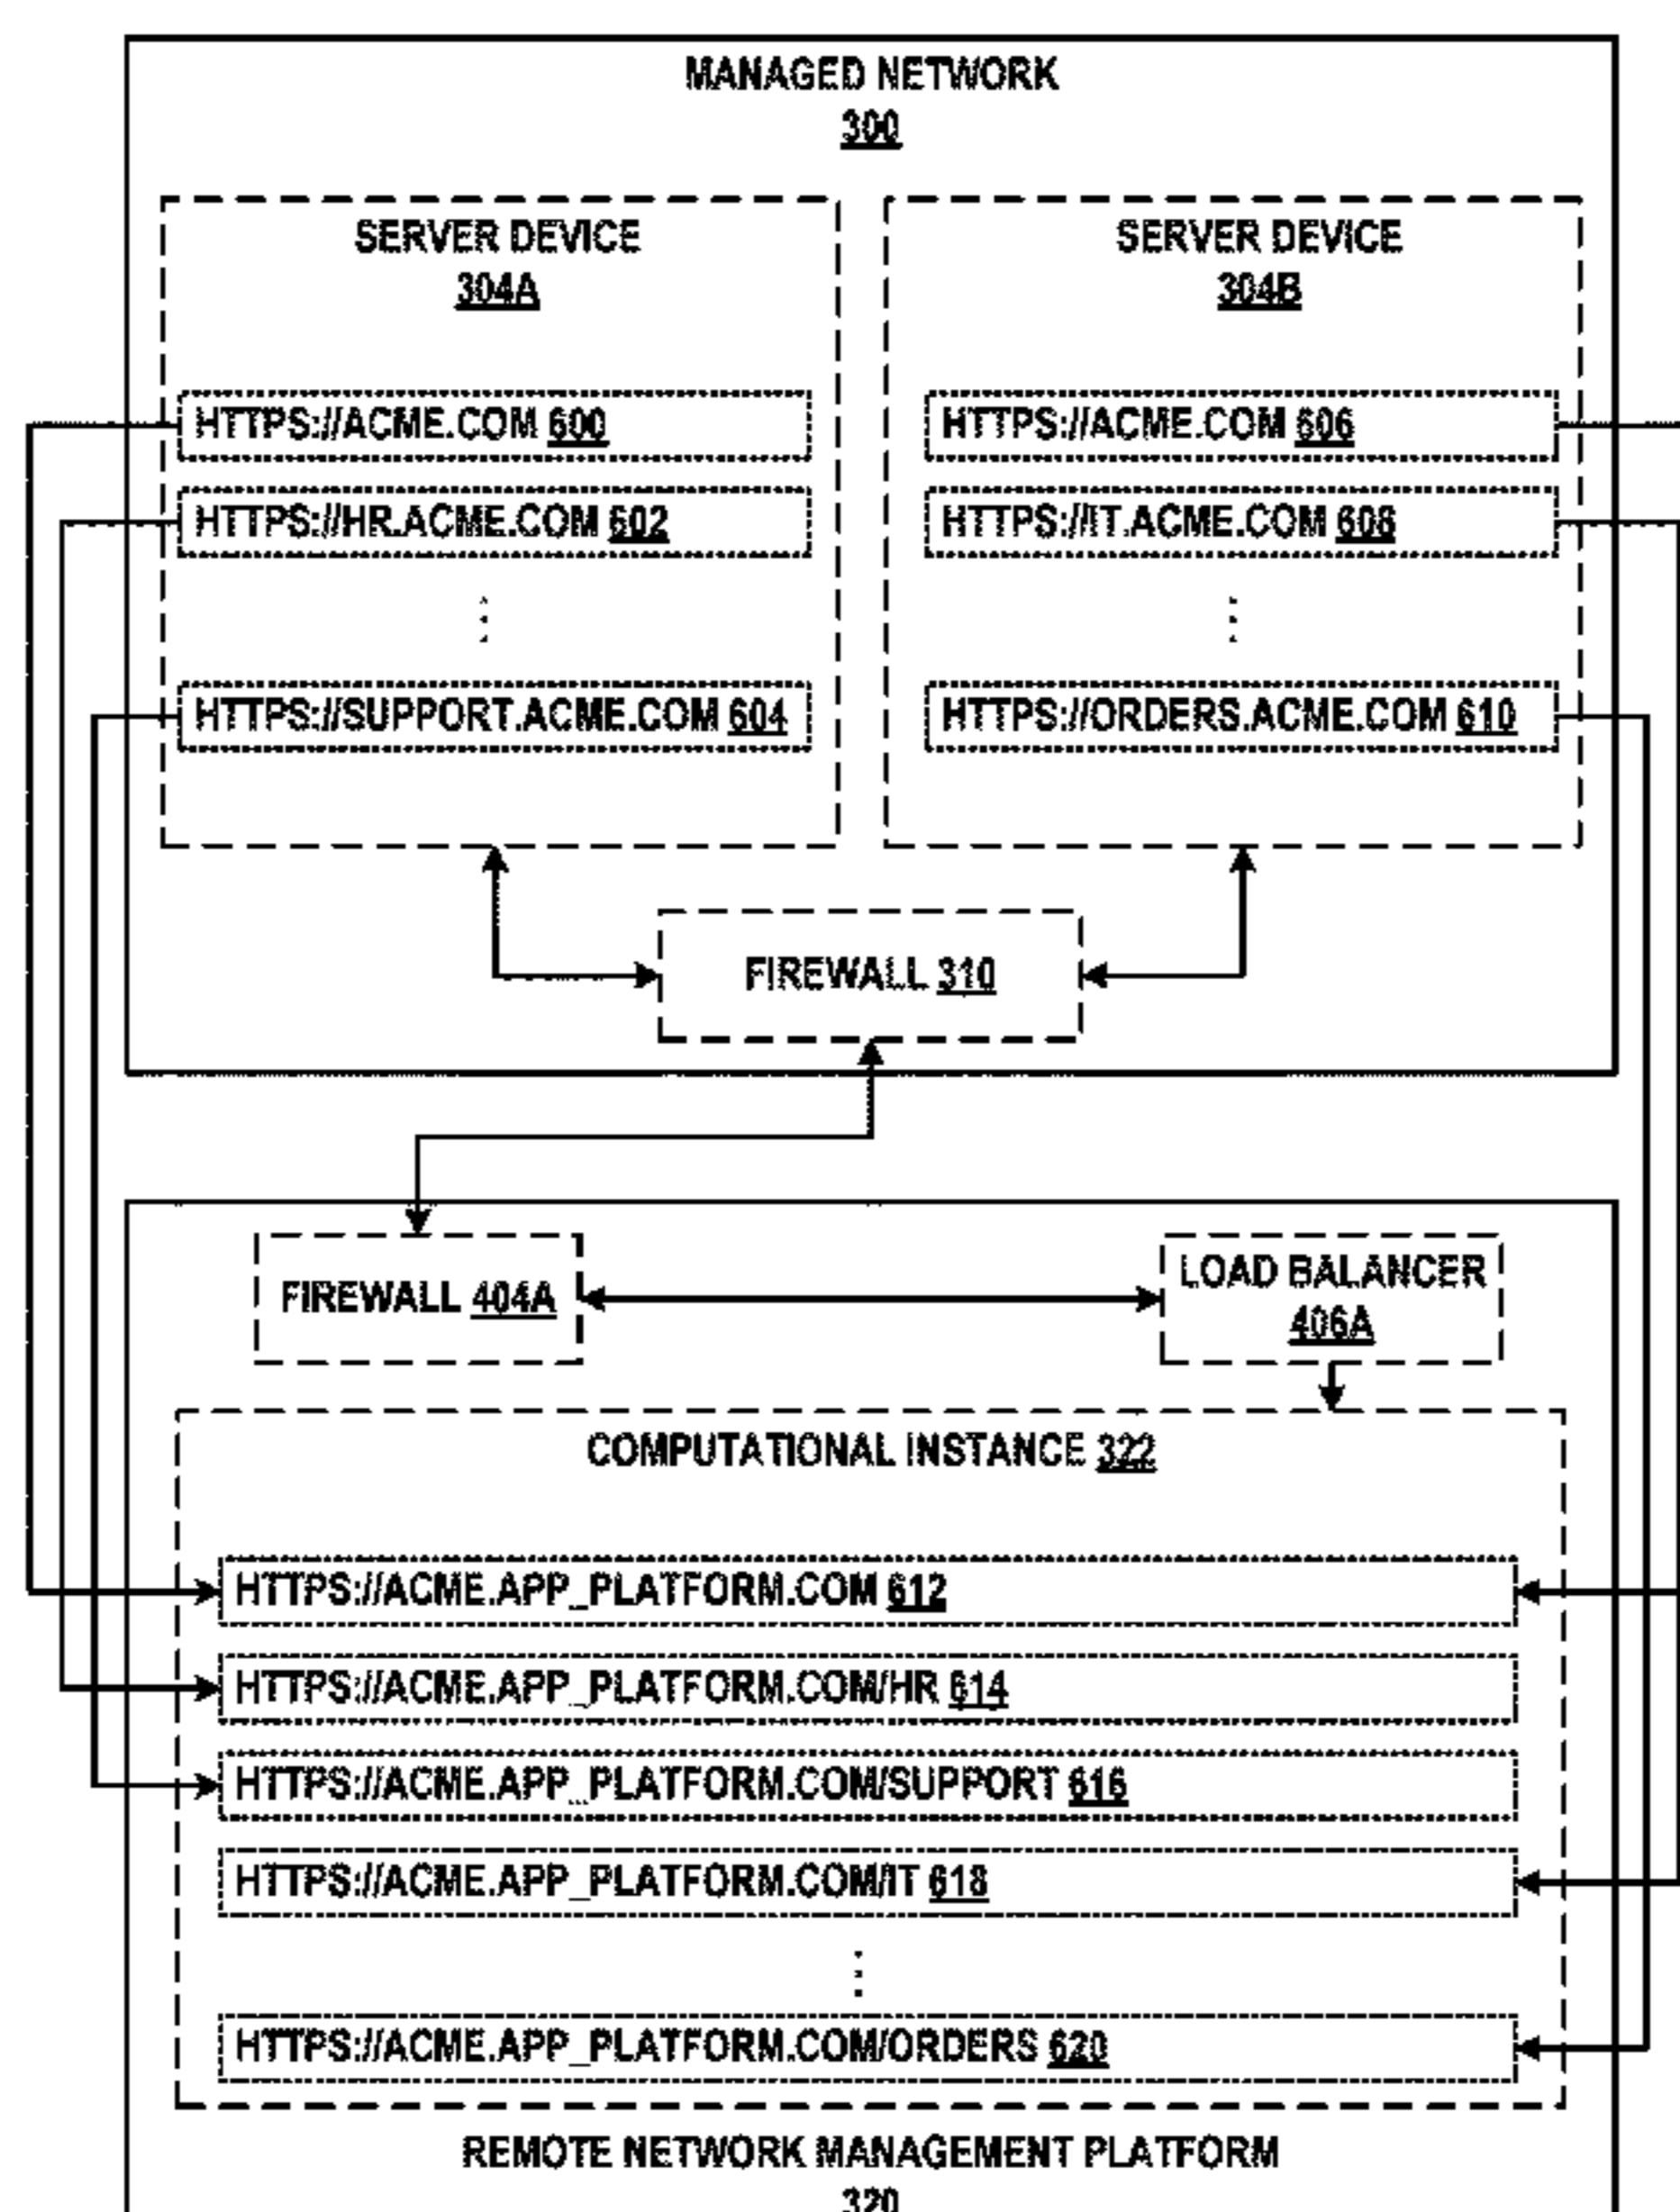 MANAGED NETWORK
300
SERVER DEVICE
304A
HTTPS://ACME.COM 600
HTTPS://HR.ACME.COM 602
HTTPS://SUPPORT.ACME.COM 604
SERVER DEVICE
304B
HTTPS://ACME.COM 606
HTTPS://IT.ACME.COM 608
HTTPS://ORDERS.ACME.COM 610
FIREWALL 310
FIREWALL 404A
LOAD BALANCER
406A
COMPUTATIONAL INSTANCE 322
HTTPS://ACME.APP_PLATFORM.COM 612
HTTPS://ACME.APP_PLATFORM.COM/HR 614
HTTPS://ACME.APP_PLATFORM.COM/SUPPORT 616
HTTPS://ACME.APP_PLATFORM.COM/IT 618
HTTPS://ACME.APP_PLATFORM.COM/ORDERS 620
REMOTE NETWORK MANAGEMENT PLATFORM
320